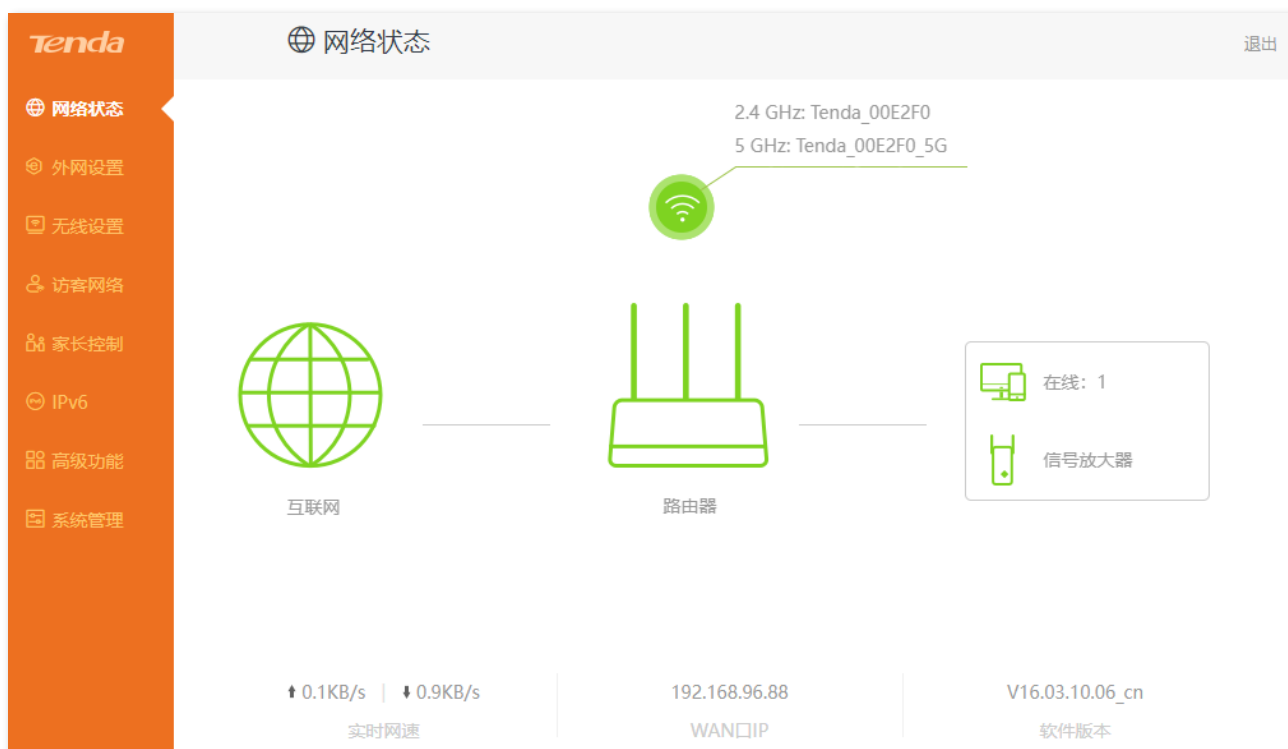 Tenda
网络状态
退出
网络状态
外网设置
无线设置
访客网络
家长控制
IPv6
高级功能
系统管理
2.4 GHz: Tenda_00E2F0
5 GHz: Tenda_00E2F0_5G
互联网
路由器
在线：1
信号放大器
0.1KB/s | 0.9KB/s
实时网速
192.168.96.88
WAN口IP
V16.03.10.06_cn
软件版本